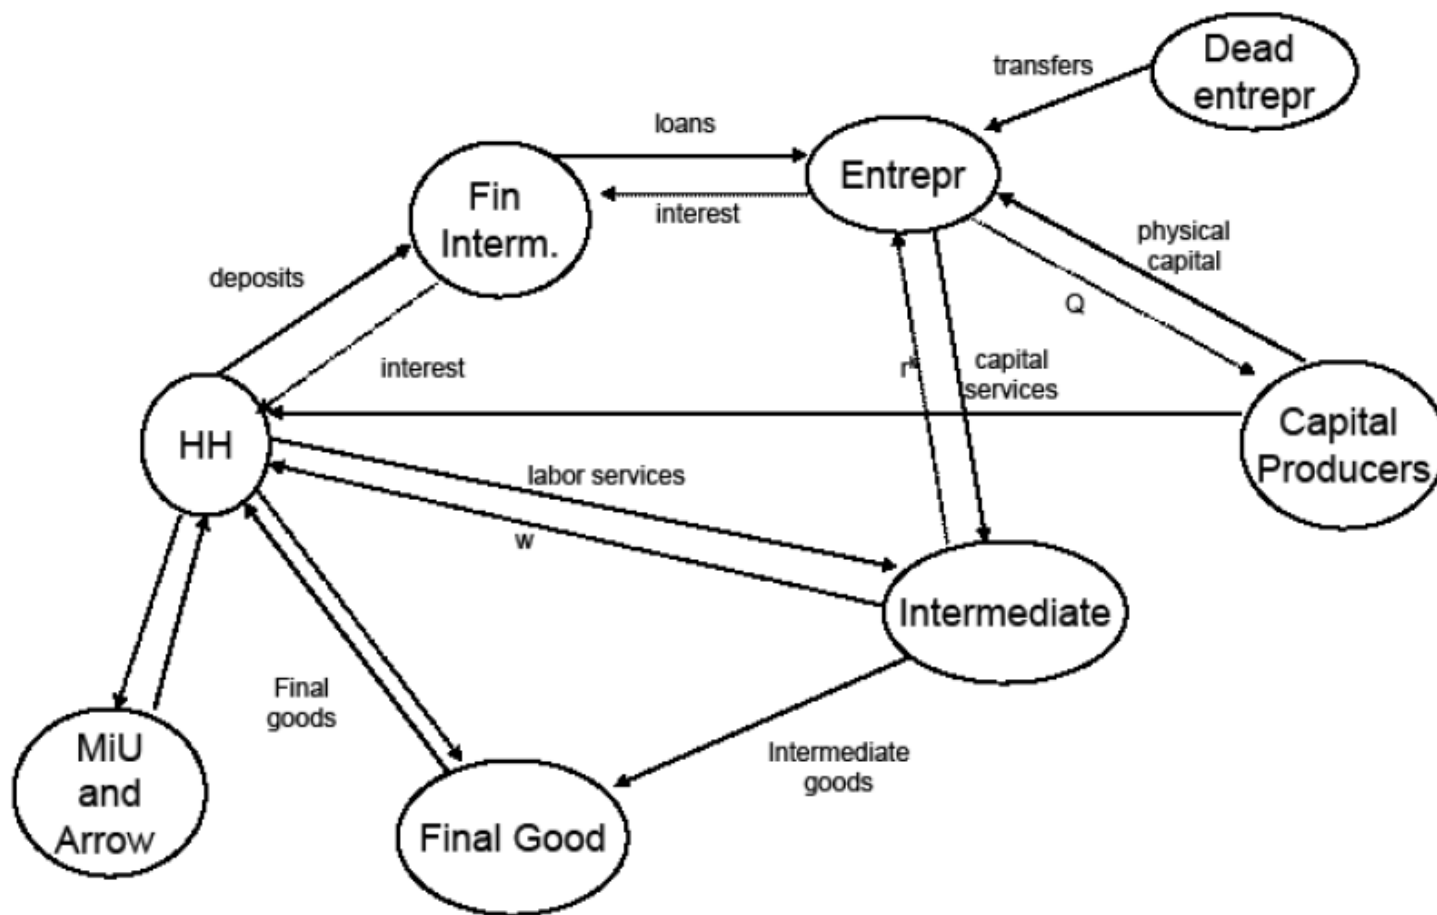 Dead
entrepr
transfers
loans
Entrepr
Fin
Interm.
interest
physical
capital
deposits
Q
interest
r^k
capital
services
HH
Capital
Producers
labor services
w
Intermediate
Final
goods
MiU
and
Arrow
Intermediate
goods
Final Good